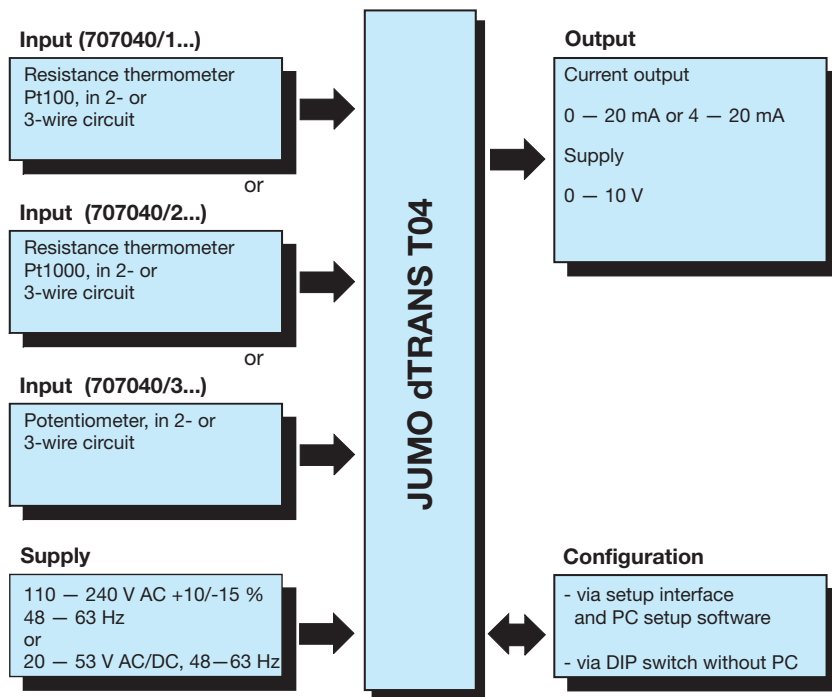 Input (707040/1...)
Resistance thermometer
Pt100, in 2- or
3-wire circuit
or
Input (707040/2...)
Resistance thermometer
Pt1000, in 2- or
3-wire circuit
or
Input (707040/3...)
Potentiometer, in 2- or
3-wire circuit
Supply
110 — 240 V AC +10/-15 %
48 — 63 Hz
or
20 — 53 V AC/DC, 48—63 Hz
JUMO dTRANS T04
Output
Current output
0 — 20 mA or 4 — 20 mA
Supply
0 — 10 V
Configuration
- via setup interface
and PC setup software
- via DIP switch without PC